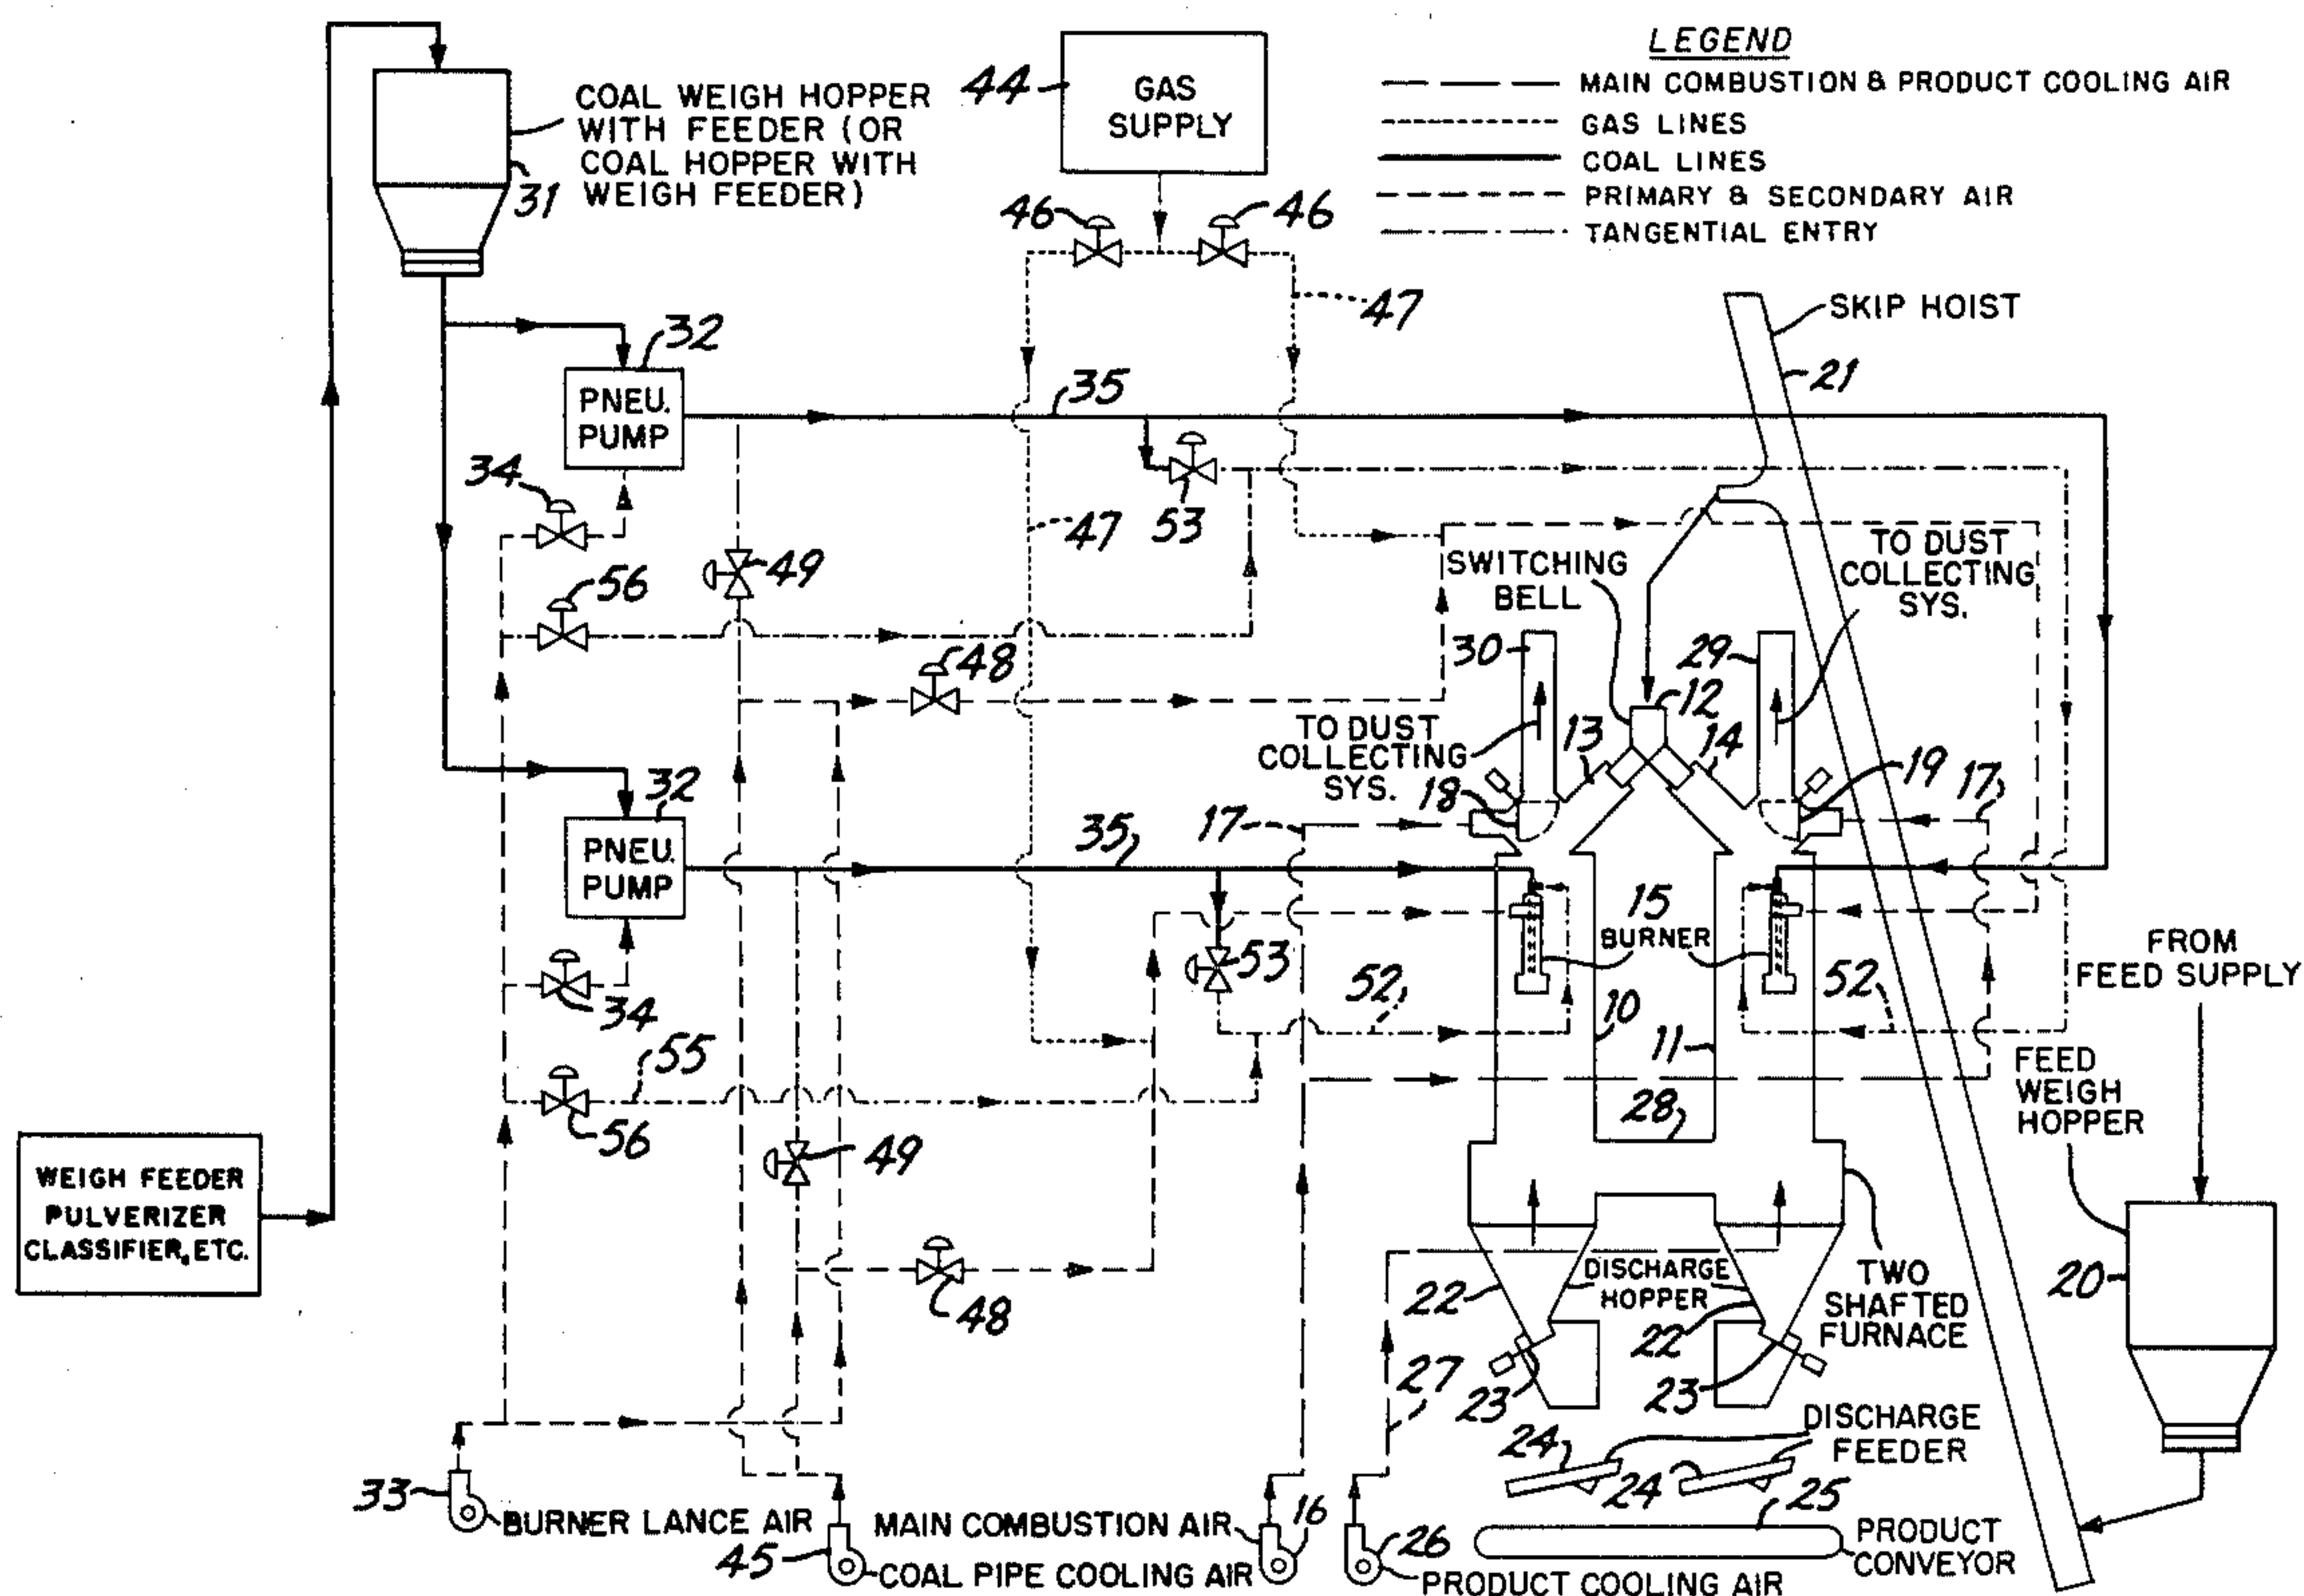 LEGEND
MAIN COMBUSTION & PRODUCT COOLING AIR
GAS LINES
COAL LINES
PRIMARY & SECONDARY AIR
TANGENTIAL ENTRY
COAL WEIGH HOPPER
WITH FEEDER (OR
COAL HOPPER WITH
WEIGH FEEDER)
31
44
GAS
SUPPLY
46
46
47
47
SKIP HOIST
21
32
PNEU.
PUMP
35
34
53
56
49
48
SWITCHING
BELL
TO DUST
COLLECTING
SYS.
30
29
12
13
14
TO DUST
COLLECTING
SYS.
18
19
17
17
32
PNEU.
PUMP
35
15
BURNER
53
52
52
10
11
34
55
56
28
49
48
FROM
FEED SUPPLY
FEED
WEIGH
HOPPER
20
WEIGH FEEDER
PULVERIZER
CLASSIFIER, ETC.
DISCHARGE
HOPPER
22
22
TWO
SHAFTED
FURNACE
23
23
27
DISCHARGE
FEEDER
24
24
25
PRODUCT
CONVEYOR
33
BURNER LANCE AIR
45
COAL PIPE COOLING AIR
MAIN COMBUSTION AIR
16
26
PRODUCT COOLING AIR